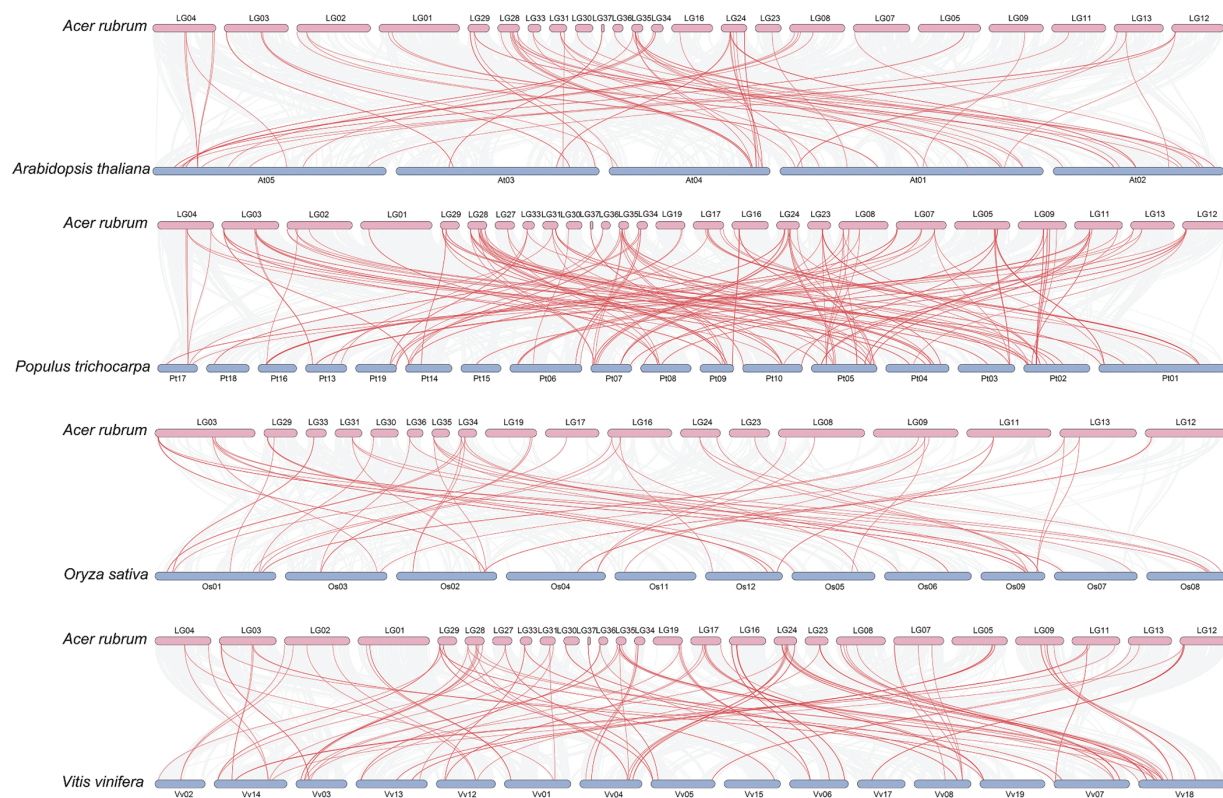 LG04 LG03 LG02 LG01 LG29 LG28 LG33 LG31 LG30 LG37 LG36 LG35 LG34 LG16 LG24 LG23 LG08 LG07 LG05 LG09 LG11 LG13 LG12
Acer rubrum
Arabidopsis thaliana
At05 At03 At04 At01 At02
LG04 LG03 LG02 LG01 LG29 LG28 LG27 LG33 LG31 LG30 LG37 LG36 LG35 LG34 LG19 LG17 LG16 LG24 LG23 LG08 LG07 LG05 LG09 LG11 LG13 LG12
Acer rubrum
Populus trichocarpa
Pt17 Pt18 Pt16 Pt13 Pt19 Pt14 Pt15 Pt06 Pt07 Pt08 Pt09 Pt10 Pt05 Pt04 Pt03 Pt02 Pt01
LG03 LG29 LG33 LG31 LG30 LG36 LG35 LG34 LG19 LG17 LG16 LG24 LG23 LG08 LG09 LG11 LG13 LG12
Acer rubrum
Oryza sativa
Os01 Os03 Os02 Os04 Os11 Os12 Os05 Os06 Os09 Os07 Os08
LG04 LG03 LG02 LG01 LG29 LG28 LG27 LG33 LG31 LG30 LG37 LG36 LG35 LG34 LG19 LG17 LG16 LG24 LG23 LG08 LG07 LG05 LG09 LG11 LG13 LG12
Acer rubrum
Vitis vinifera
Vv02 Vv14 Vv03 Vv13 Vv12 Vv01 Vv04 Vv05 Vv15 Vv06 Vv17 Vv08 Vv19 Vv07 Vv18